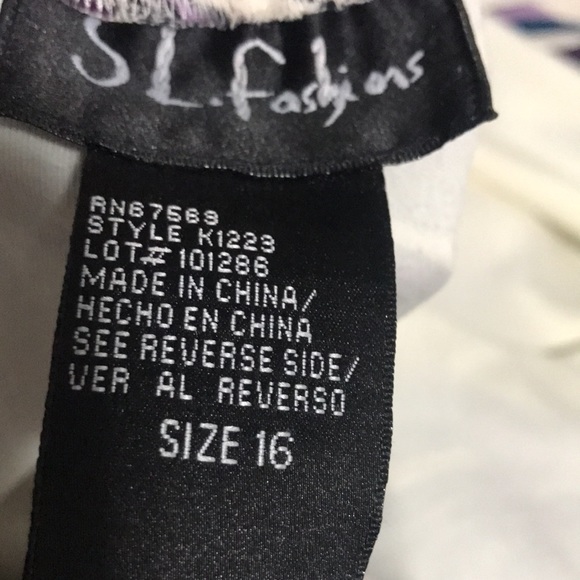 S L. Fashions
RN67569
STYLE K1223
LOT# 101286
MADE IN CHINA/
HECHO EN CHINA
SEE REVERSE SIDE/
VER AL REVERSO
SIZE 16